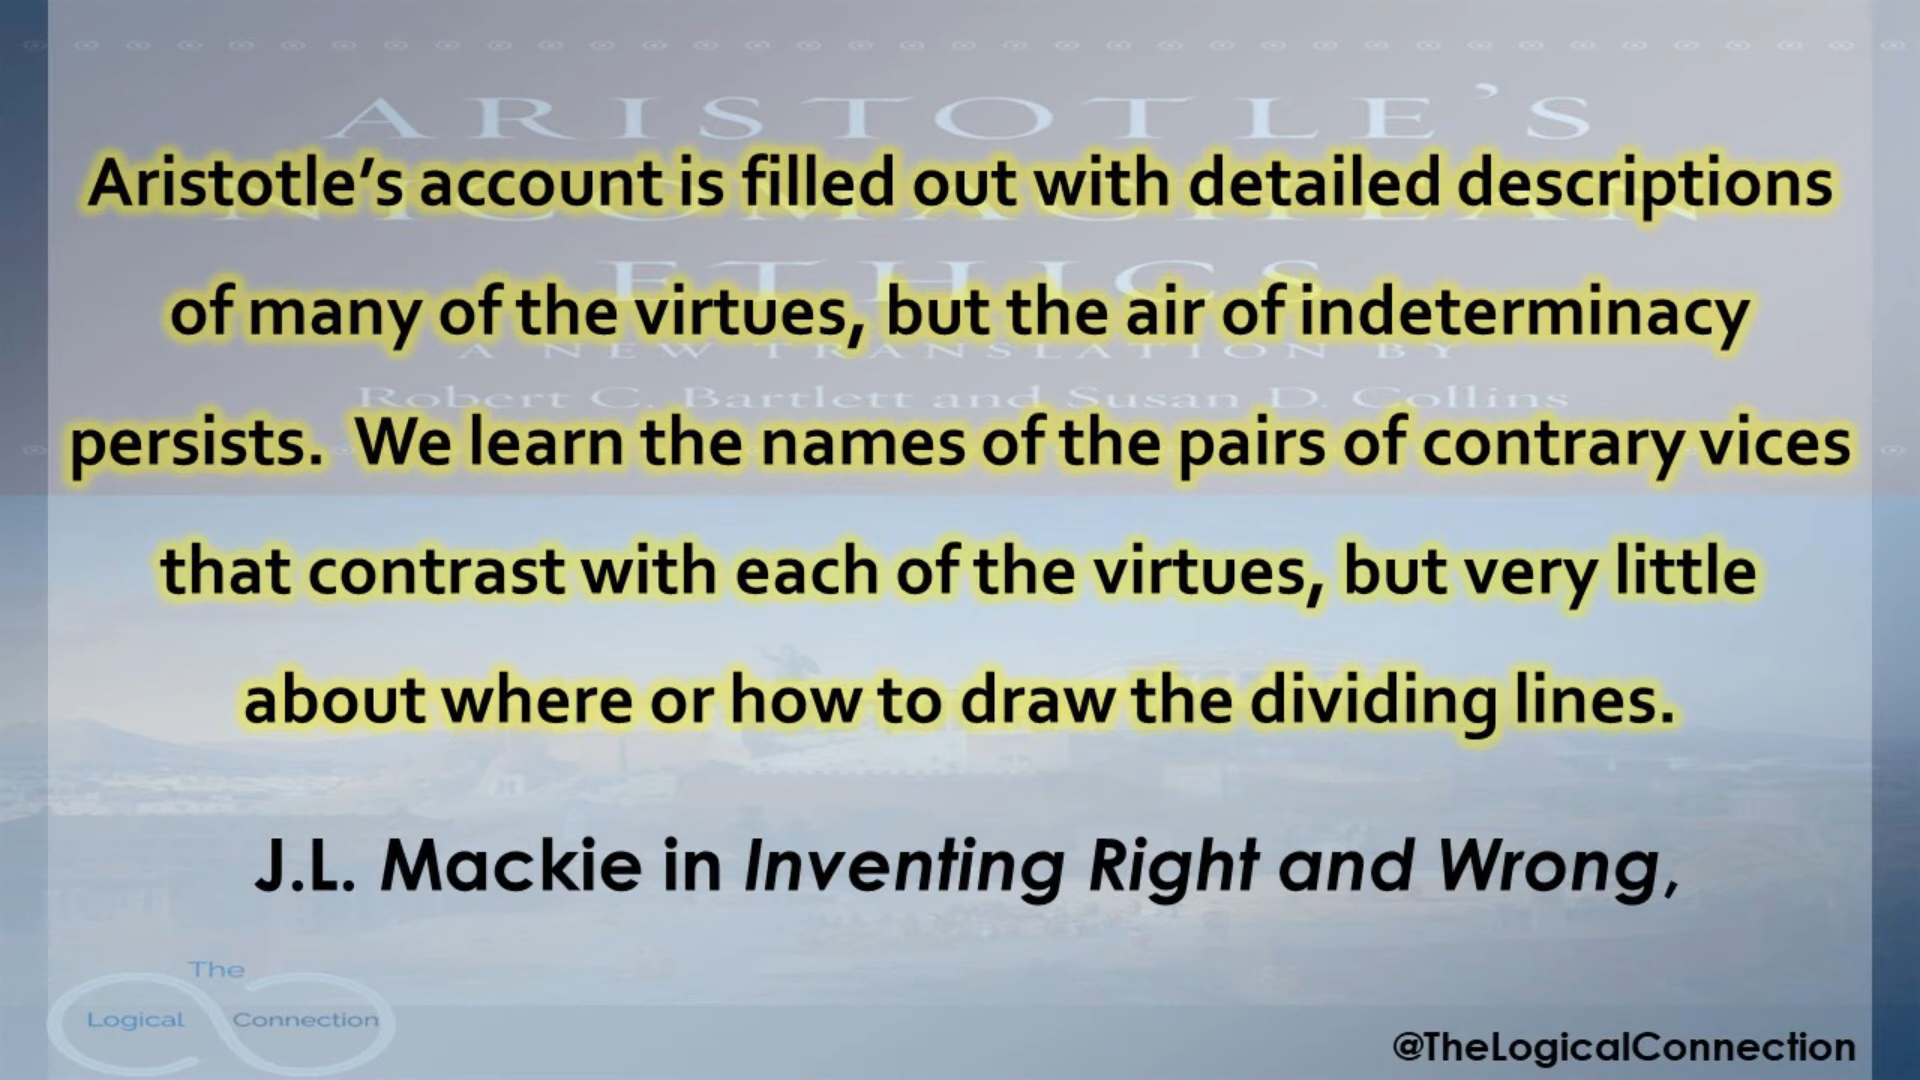 ARISTOTLE'S
Aristotle’s account is filled out with detailed descriptions
NICOMACHEAN
ETHICS
of many of the virtues, but the air of indeterminacy
A NEW TRANSLATION BY
Robert C. Bartlett and Susan D. Collins
persists.  We learn the names of the pairs of contrary vices
that contrast with each of the virtues, but very little
about where or how to draw the dividing lines.
J.L. Mackie in Inventing Right and Wrong,
The
Logical Connection
@TheLogicalConnection